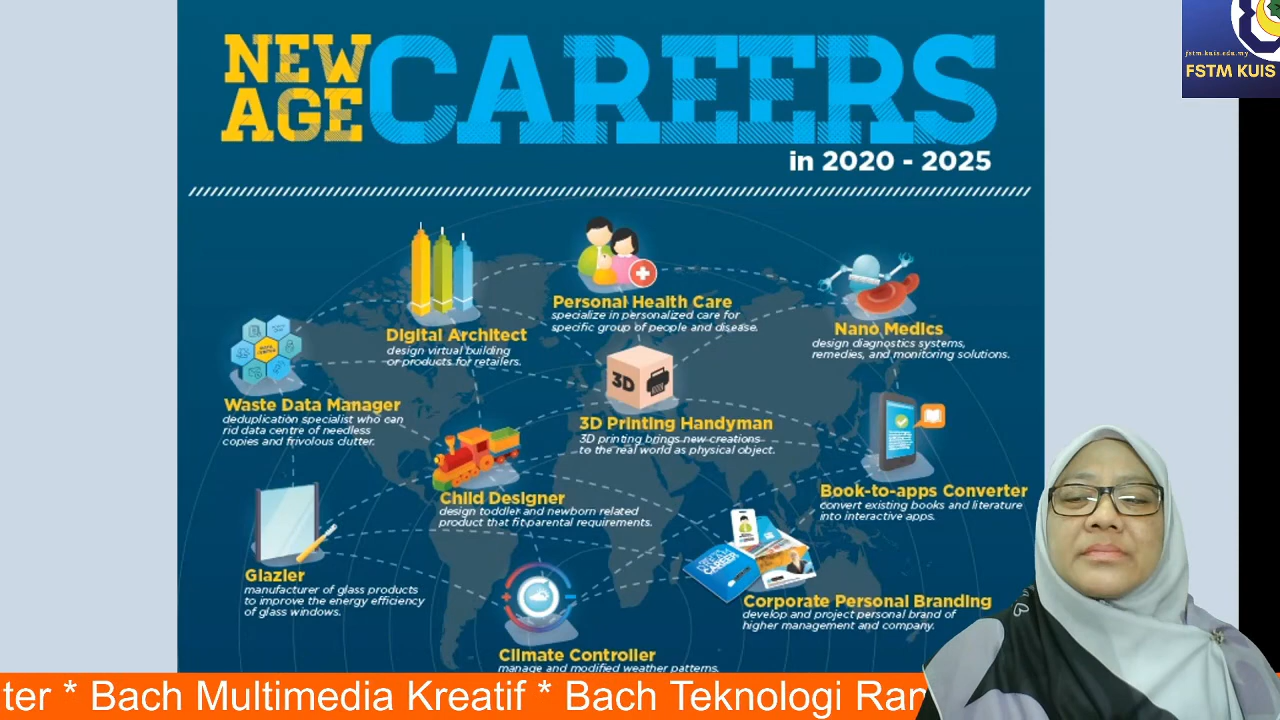 NEW AGE CAREERS
in 2020 - 2025
fstm.kuis.edu.my
FSTM KUIS
Personal Health Care
specialize in personalized care for
specific group of people and disease.
Digital Architect
design virtual building
or products for retailers.
Nano Medics
design diagnostics systems,
remedies, and monitoring solutions.
Waste Data Manager
deduplication specialist who can
rid data centre of needless
copies and frivolous clutter.
3D
3D Printing Handyman
3D printing brings new creations
to the real world as physical object.
Child Designer
design toddler and newborn related
product that fit parental requirements.
Book-to-apps Converter
convert existing books and literature
into interactive apps.
Glazier
manufacturer of glass products
to improve the energy efficiency
of glass windows.
DREAM
CAREER
Corporate Personal Branding
develop and project personal brand of
higher management and company.
Climate Controller
manage and modified weather patterns.
ter * Bach Multimedia Kreatif * Bach Teknologi Ran